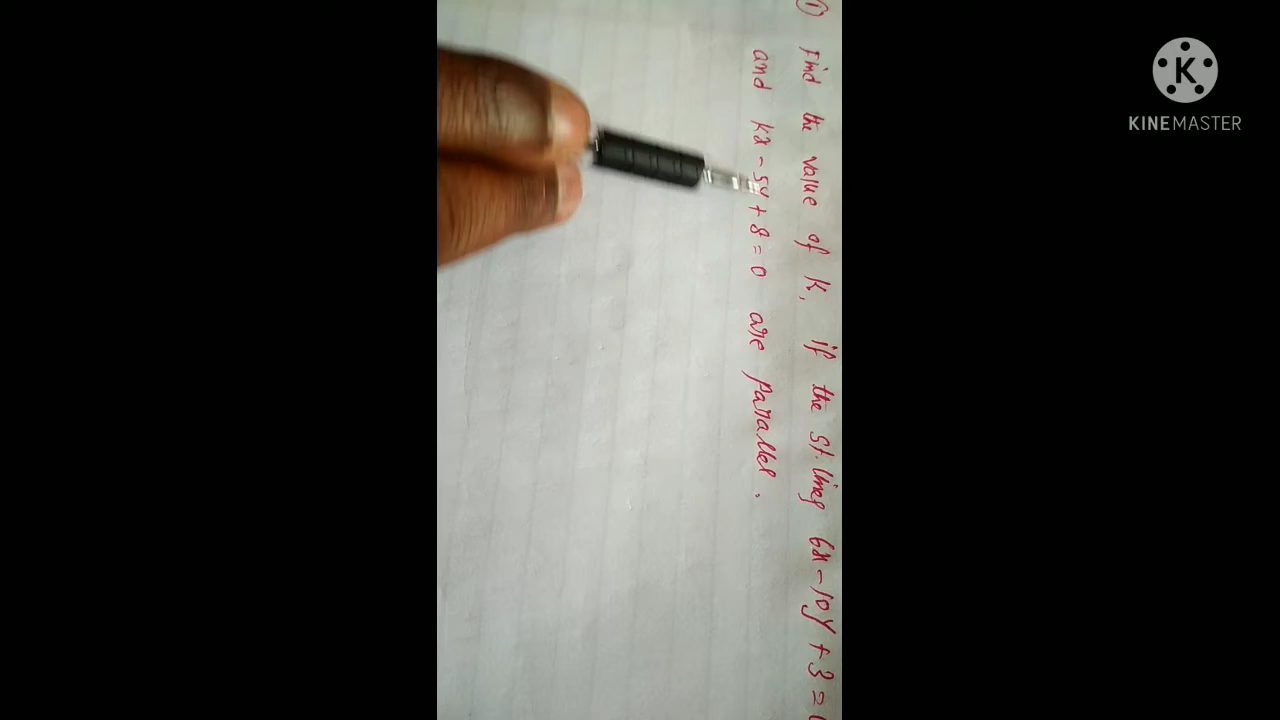 ① Find the value of K, if the St. lines 6x - 10y + 3 =
and Kx - 5y + 8 = 0 are parallel.
KINEMASTER